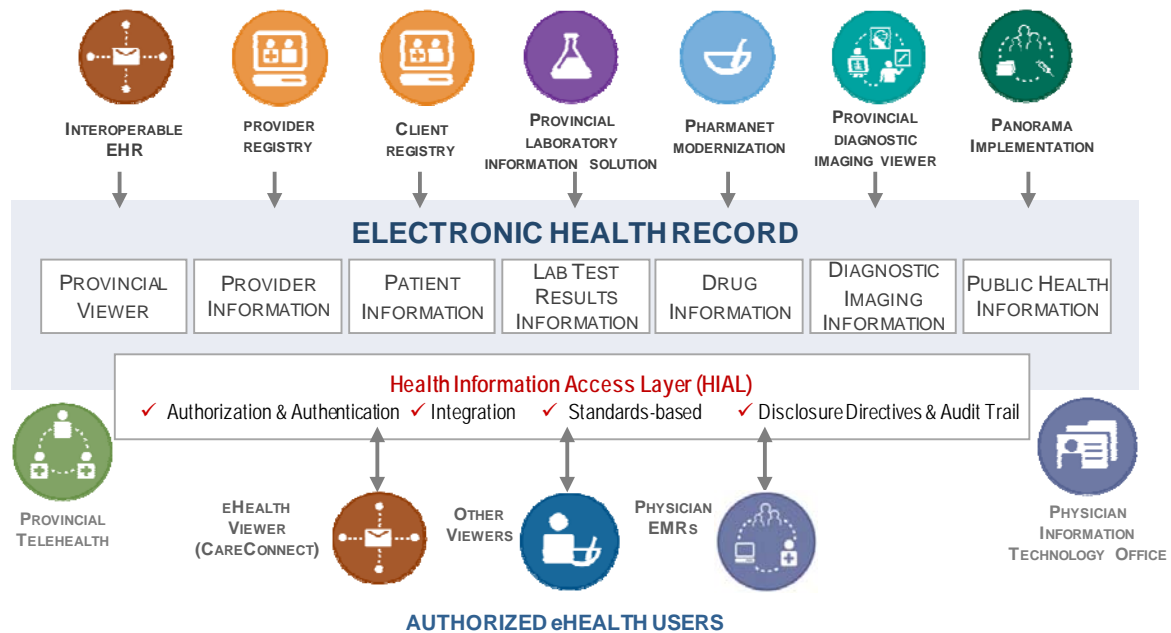 INTEROPERABLE
EHR
PROVIDER
REGISTRY
CLIENT
REGISTRY
PROVINCIAL
LABORATORY
INFORMATION SOLUTION
PHARMANET
MODERNIZATION
PROVINCIAL
DIAGNOSTIC
IMAGING VIEWER
PANORAMA
IMPLEMENTATION
ELECTRONIC HEALTH RECORD
PROVINCIAL
VIEWER
PROVIDER
INFORMATION
PATIENT
INFORMATION
LAB TEST
RESULTS
INFORMATION
DRUG
INFORMATION
DIAGNOSTIC
IMAGING
INFORMATION
PUBLIC HEALTH
INFORMATION
Health Information Access Layer (HIAL)
✓ Authorization & Authentication ✓ Integration ✓ Standards-based ✓ Disclosure Directives & Audit Trail
PROVINCIAL
TELEHEALTH
eHEALTH
VIEWER
(CARECONNECT)
OTHER
VIEWERS
PHYSICIAN
EMRS
PHYSICIAN
INFORMATION
TECHNOLOGY OFFICE
AUTHORIZED eHEALTH USERS